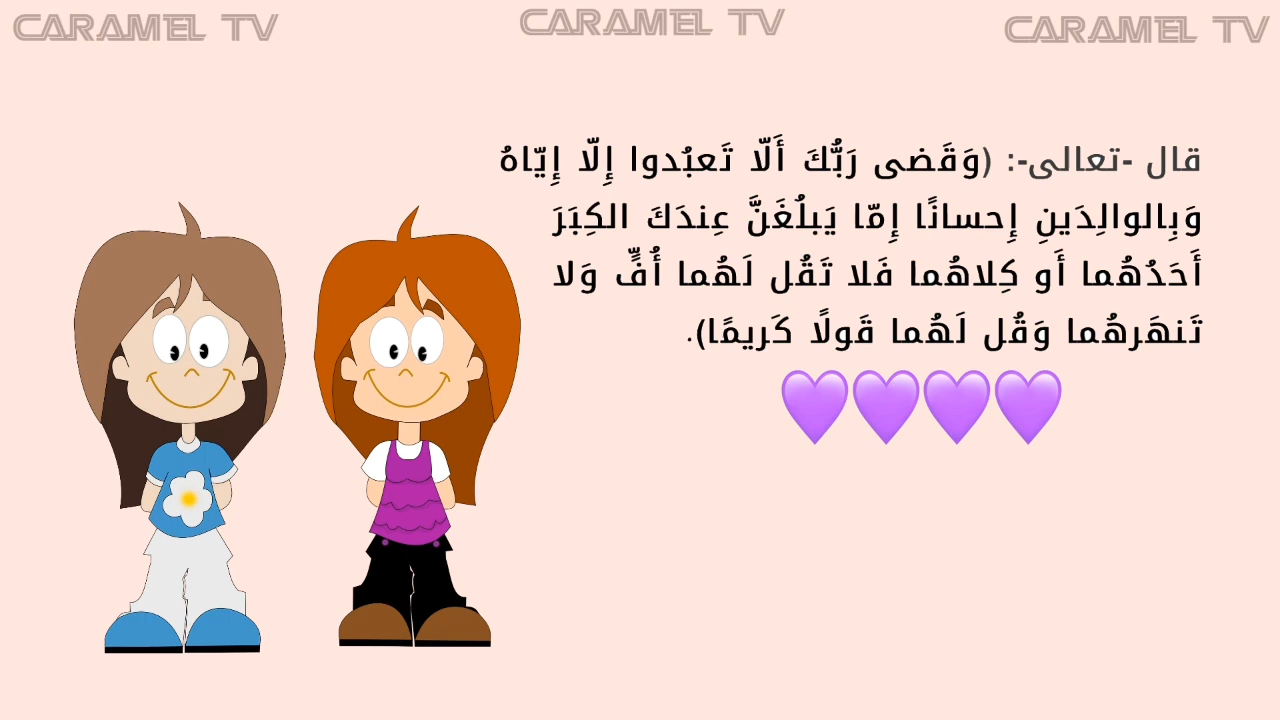 CARAMEL TV CARAMEL TV CARAMEL TV
قال -تعالى-: (وَقَضى رَبُّكَ أَلّا تَعبُدوا إِلّا إِيّاهُ
وَبِالوالِدَينِ إِحسانًا إِمّا يَبلُغَنَّ عِندَكَ الكِبَرَ
أَحَدُهُما أَو كِلاهُما فَلا تَقُل لَهُما أُفٍّ وَلا
تَنهَرهُما وَقُل لَهُما قَولًا كَريمًا).